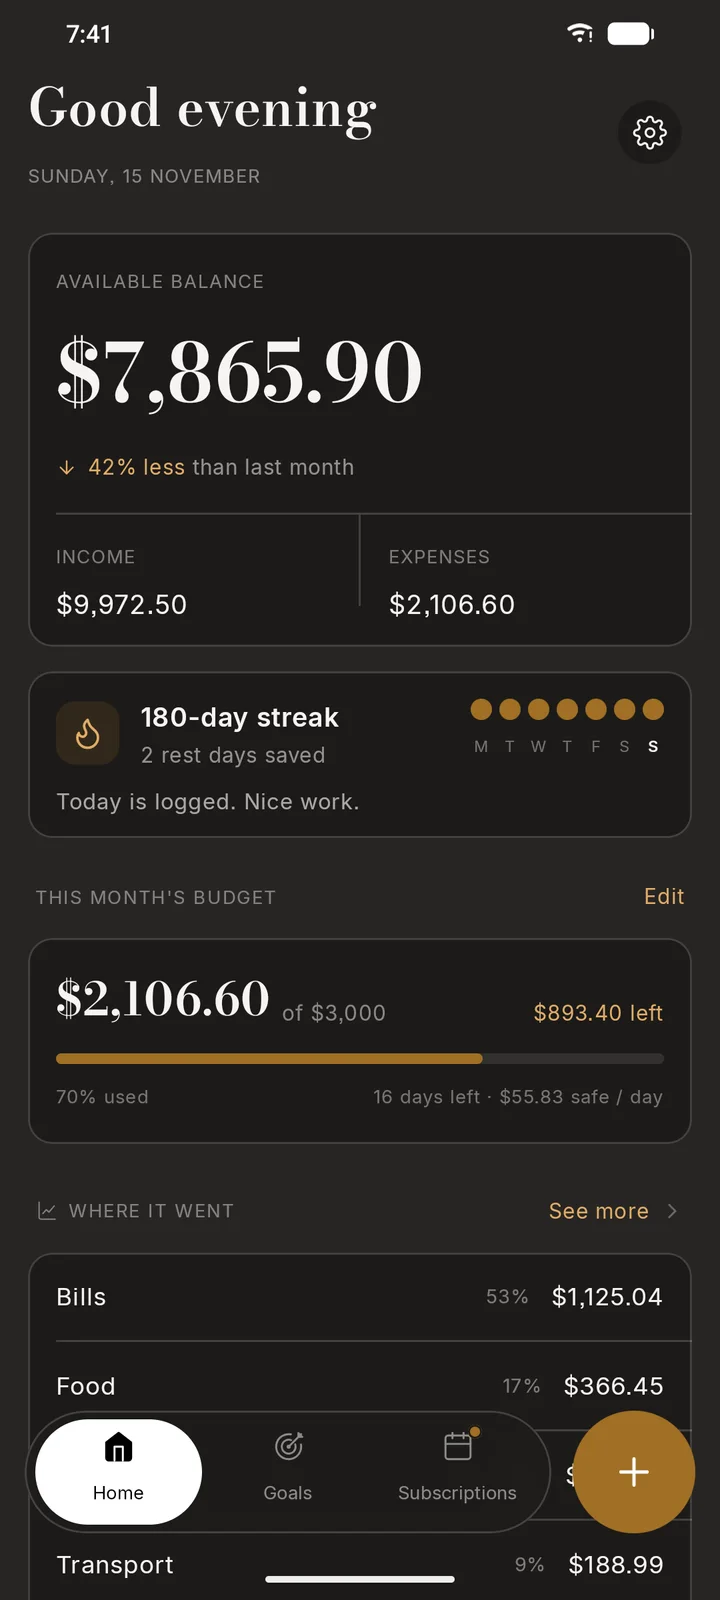 7:41
Good evening
SUNDAY, 15 NOVEMBER
AVAILABLE BALANCE
$7,865.90
↓ 42% less than last month
INCOME
EXPENSES
$9,972.50
$2,106.60
180-day streak
2 rest days saved
M T W T F S S
Today is logged. Nice work.
THIS MONTH'S BUDGET
Edit
$2,106.60 of $3,000
$893.40 left
70% used
16 days left · $55.83 safe / day
WHERE IT WENT
See more
Bills
53% $1,125.04
Food
17% $366.45
Home
Goals
Subscriptions
Transport
9% $188.99